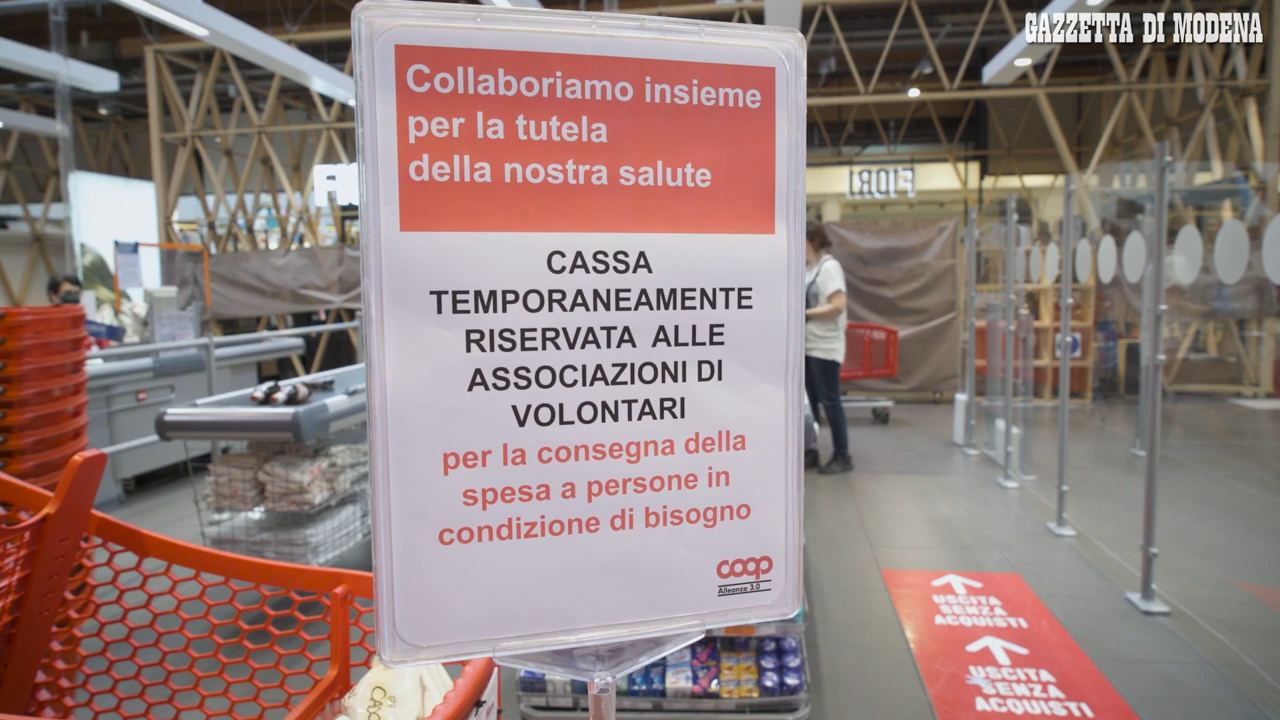 GAZZETTA DI MODENA
Collaboriamo insieme
per la tutela
della nostra salute
CASSA
TEMPORANEAMENTE
RISERVATA ALLE
ASSOCIAZIONI DI
VOLONTARI
per la consegna della
spesa a persone in
condizione di bisogno
coop
Alleanza 3.0
FIORI
USCITA
SENZA
ACQUISTI
USCITA
SENZA
ACQUISTI